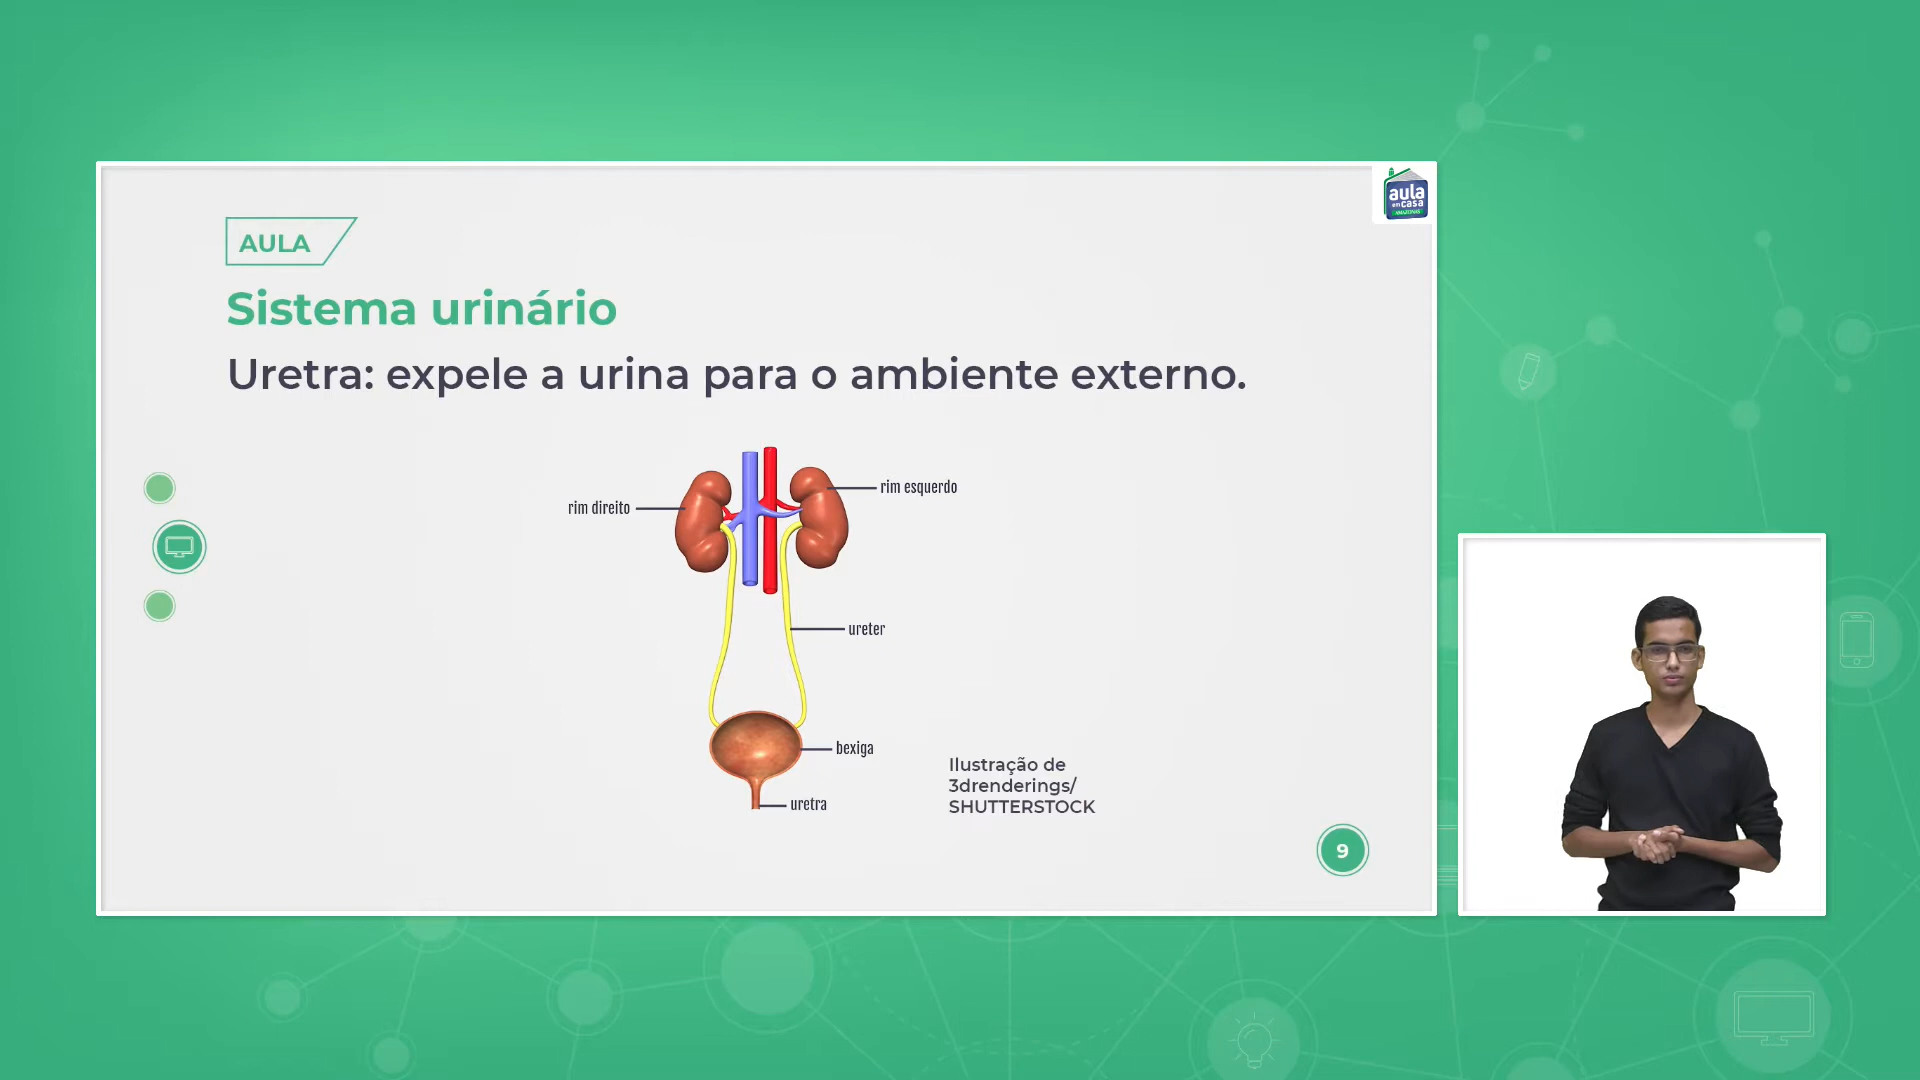 aula
em casa
AMAZONAS
AULA
Sistema urinário
Uretra: expele a urina para o ambiente externo.
rim direito
rim esquerdo
ureter
bexiga
uretra
Ilustração de
3drenderings/
SHUTTERSTOCK
9